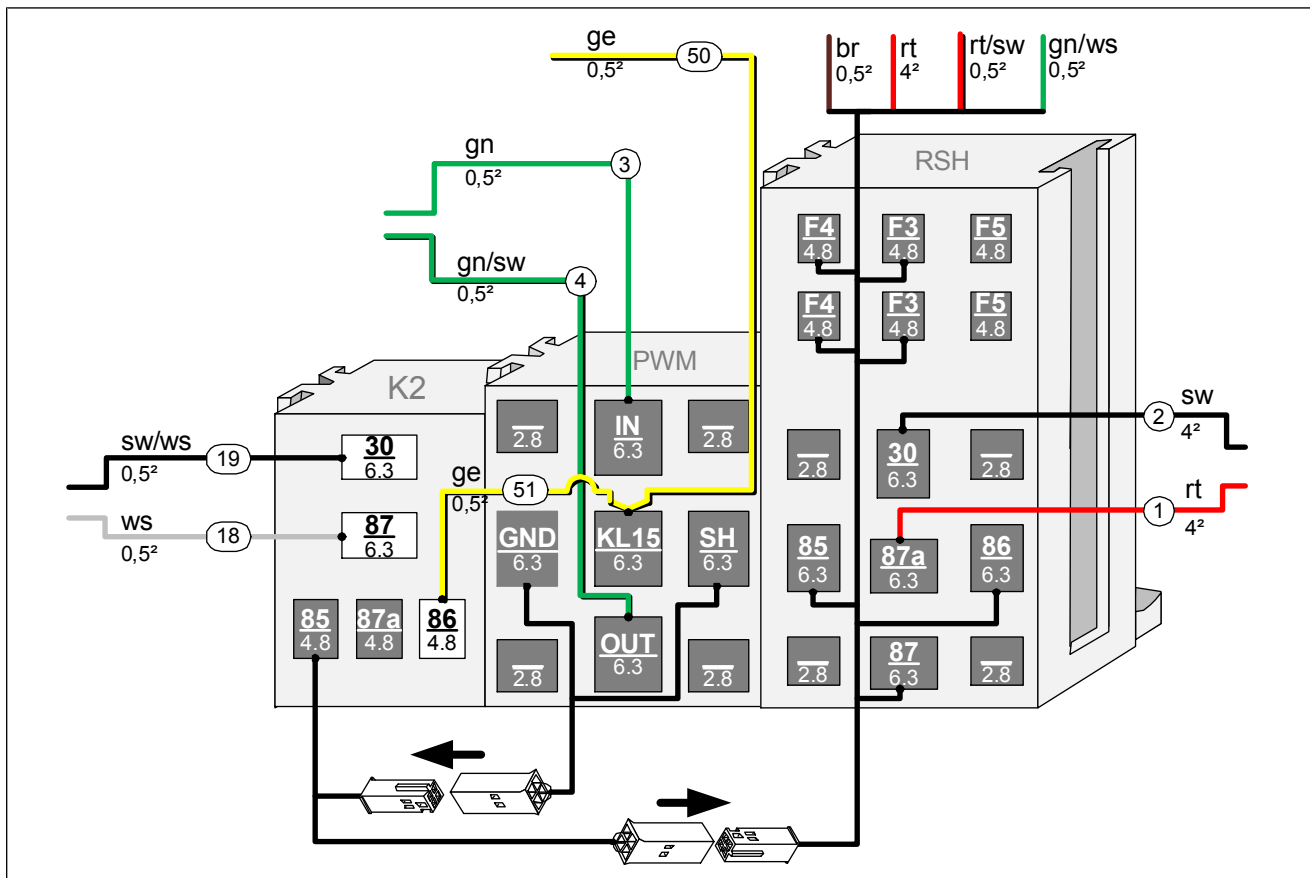 ge
0,5²
50
br
0,5²
rt
4²
rt/sw
0,5²
gn/ws
0,5²
gn
0,5²
3
gn/sw
0,5²
4
RSH
F4
4.8
F3
4.8
F5
4.8
F4
4.8
F3
4.8
F5
4.8
PWM
K2
2.8
IN
6.3
2.8
2.8
30
6.3
2.8
2
sw
4²
sw/ws
0,5²
19
30
6.3
ge
0,5²
51
ws
0,5²
18
87
6.3
GND
6.3
KL15
6.3
SH
6.3
85
6.3
87a
6.3
86
6.3
1
rt
4²
85
4.8
87a
4.8
86
4.8
2.8
OUT
6.3
2.8
2.8
87
6.3
2.8